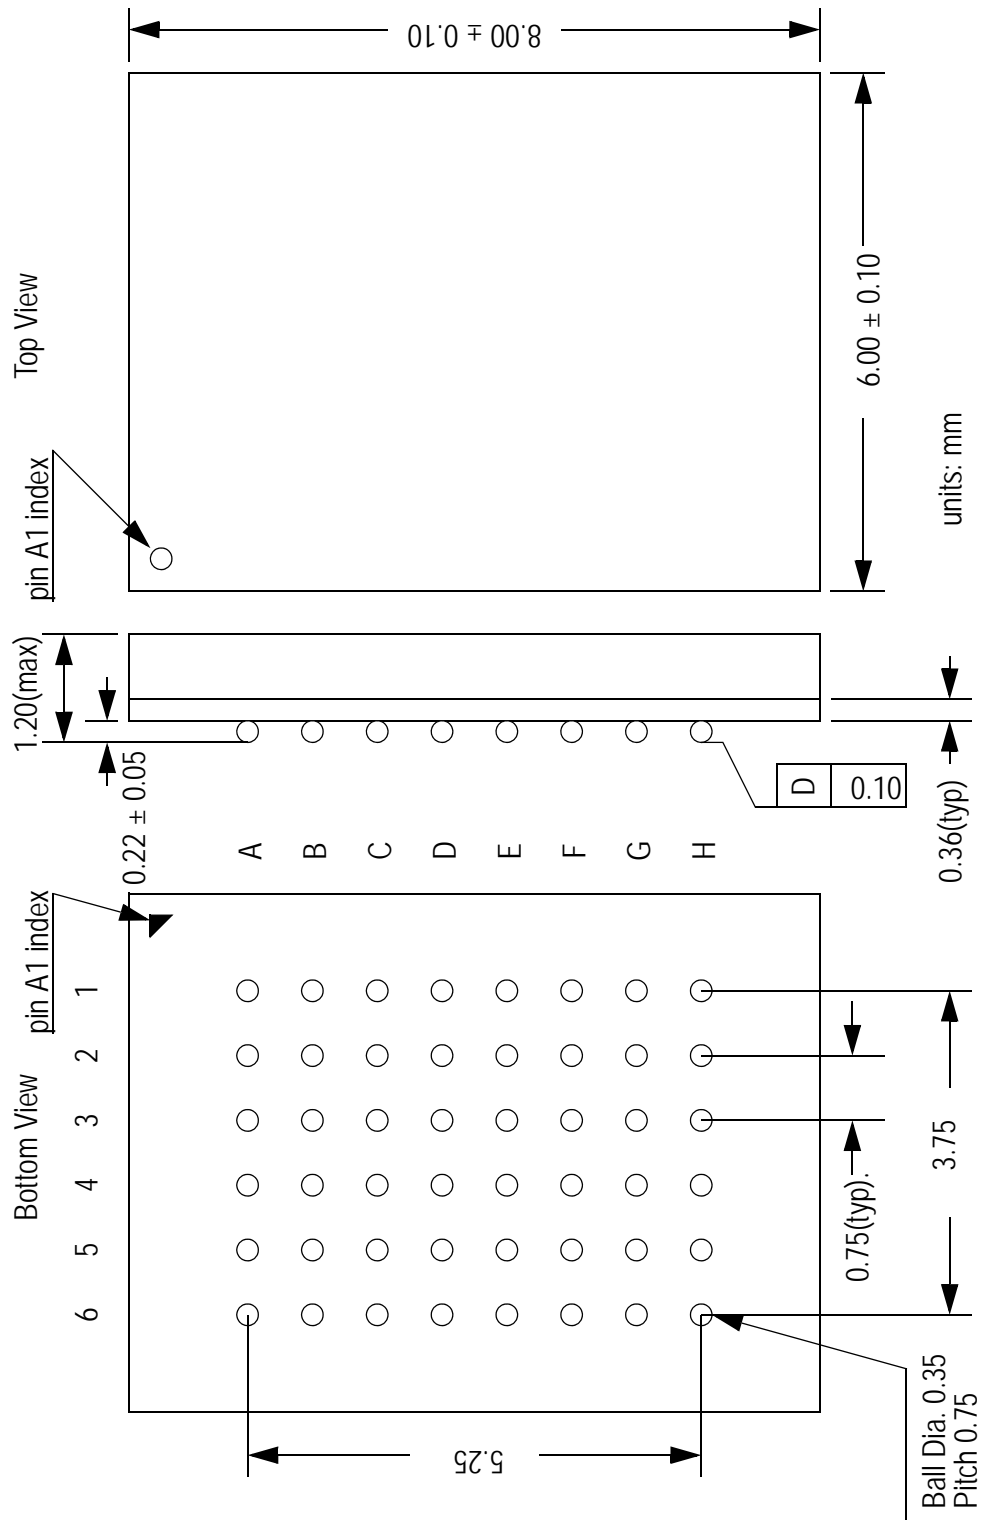 Bottom View
Top View
pin A1 index
pin A1 index
1.20(max)
0.22 ± 0.05
8.00 ± 0.10
6.00 ± 0.10
1
2
3
4
5
6
A
B
C
D
E
F
G
H
D 0.10
0.36(typ)
0.75(typ).
3.75
5.25
Ball Dia. 0.35
Pitch 0.75
units: mm